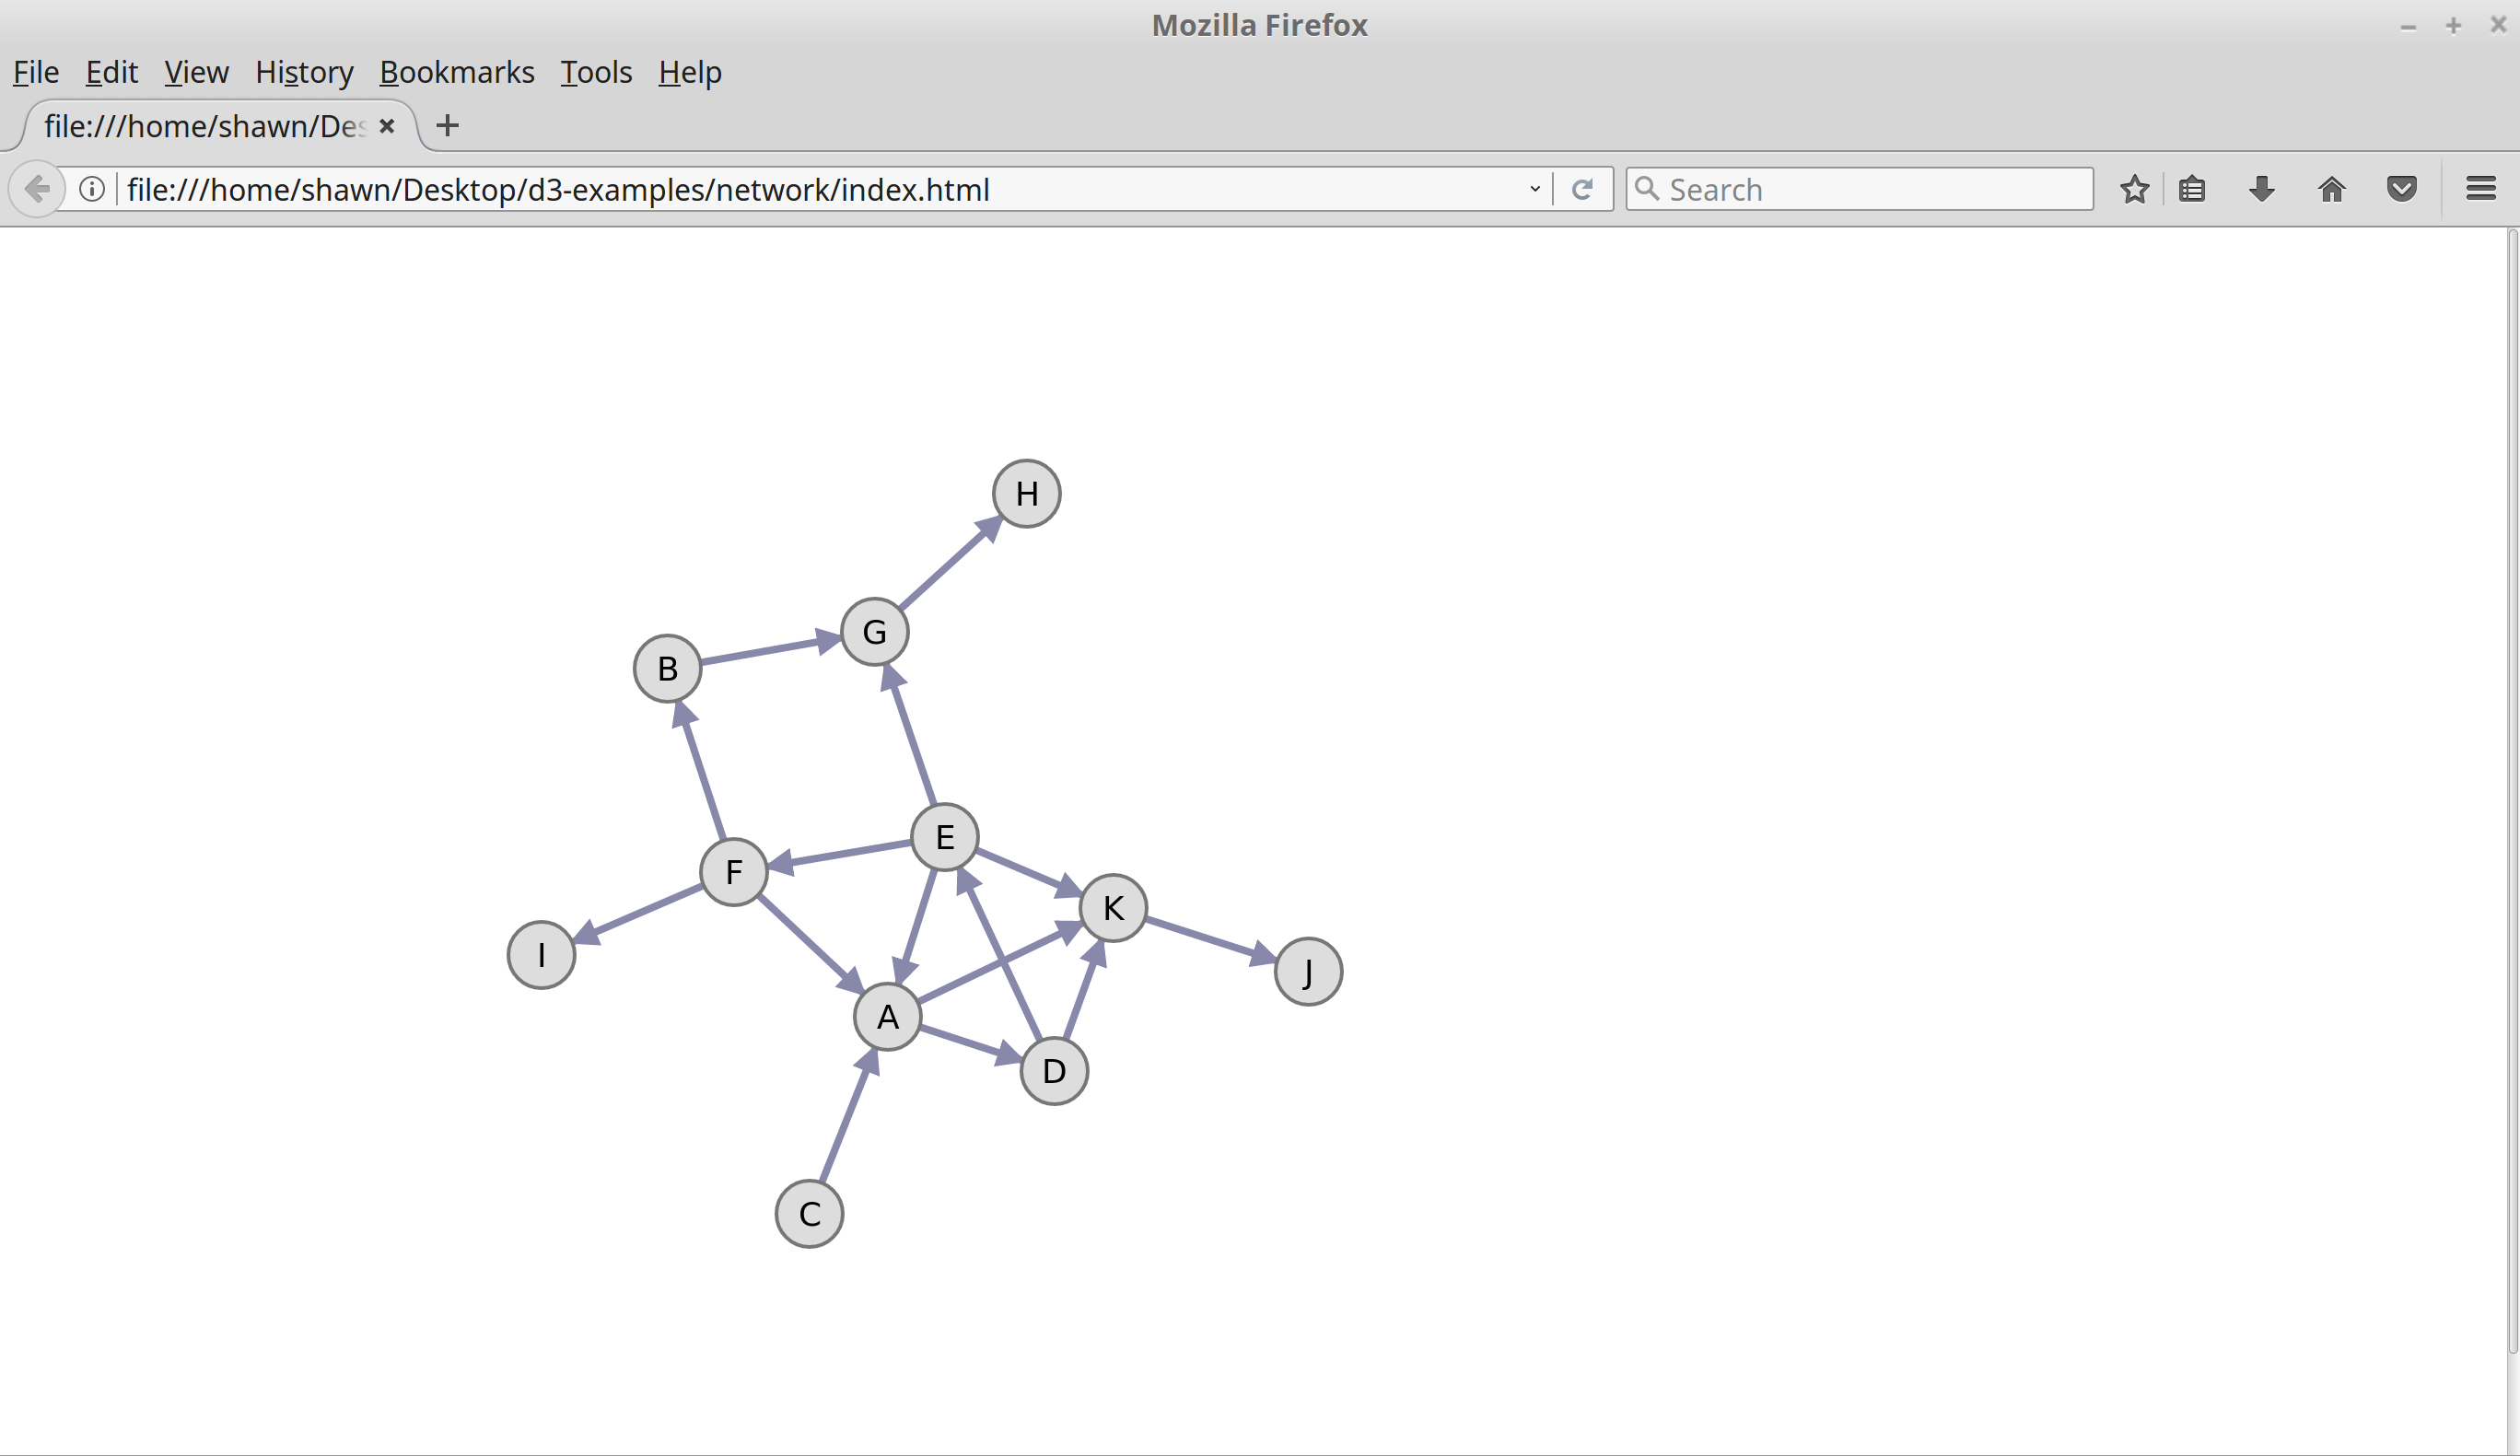 Mozilla Firefox
File Edit View History Bookmarks Tools Help
file:///home/shawn/Des
file:///home/shawn/Desktop/d3-examples/network/index.html Search
H
G
B
E
F
K
I
J
A
D
C